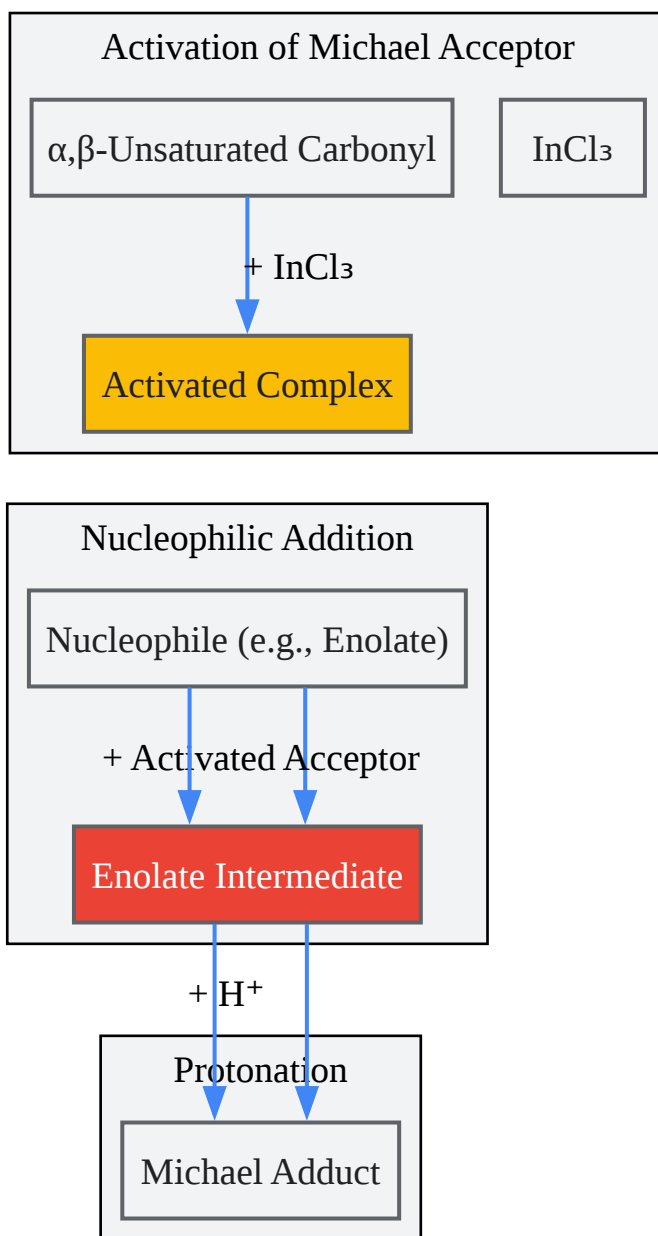 Activation of Michael Acceptor
α,β-Unsaturated Carbonyl
InCl₃
+ InCl₃
Activated Complex
Nucleophilic Addition
Nucleophile (e.g., Enolate)
+ Activated Acceptor
Enolate Intermediate
+ H⁺
Protonation
Michael Adduct